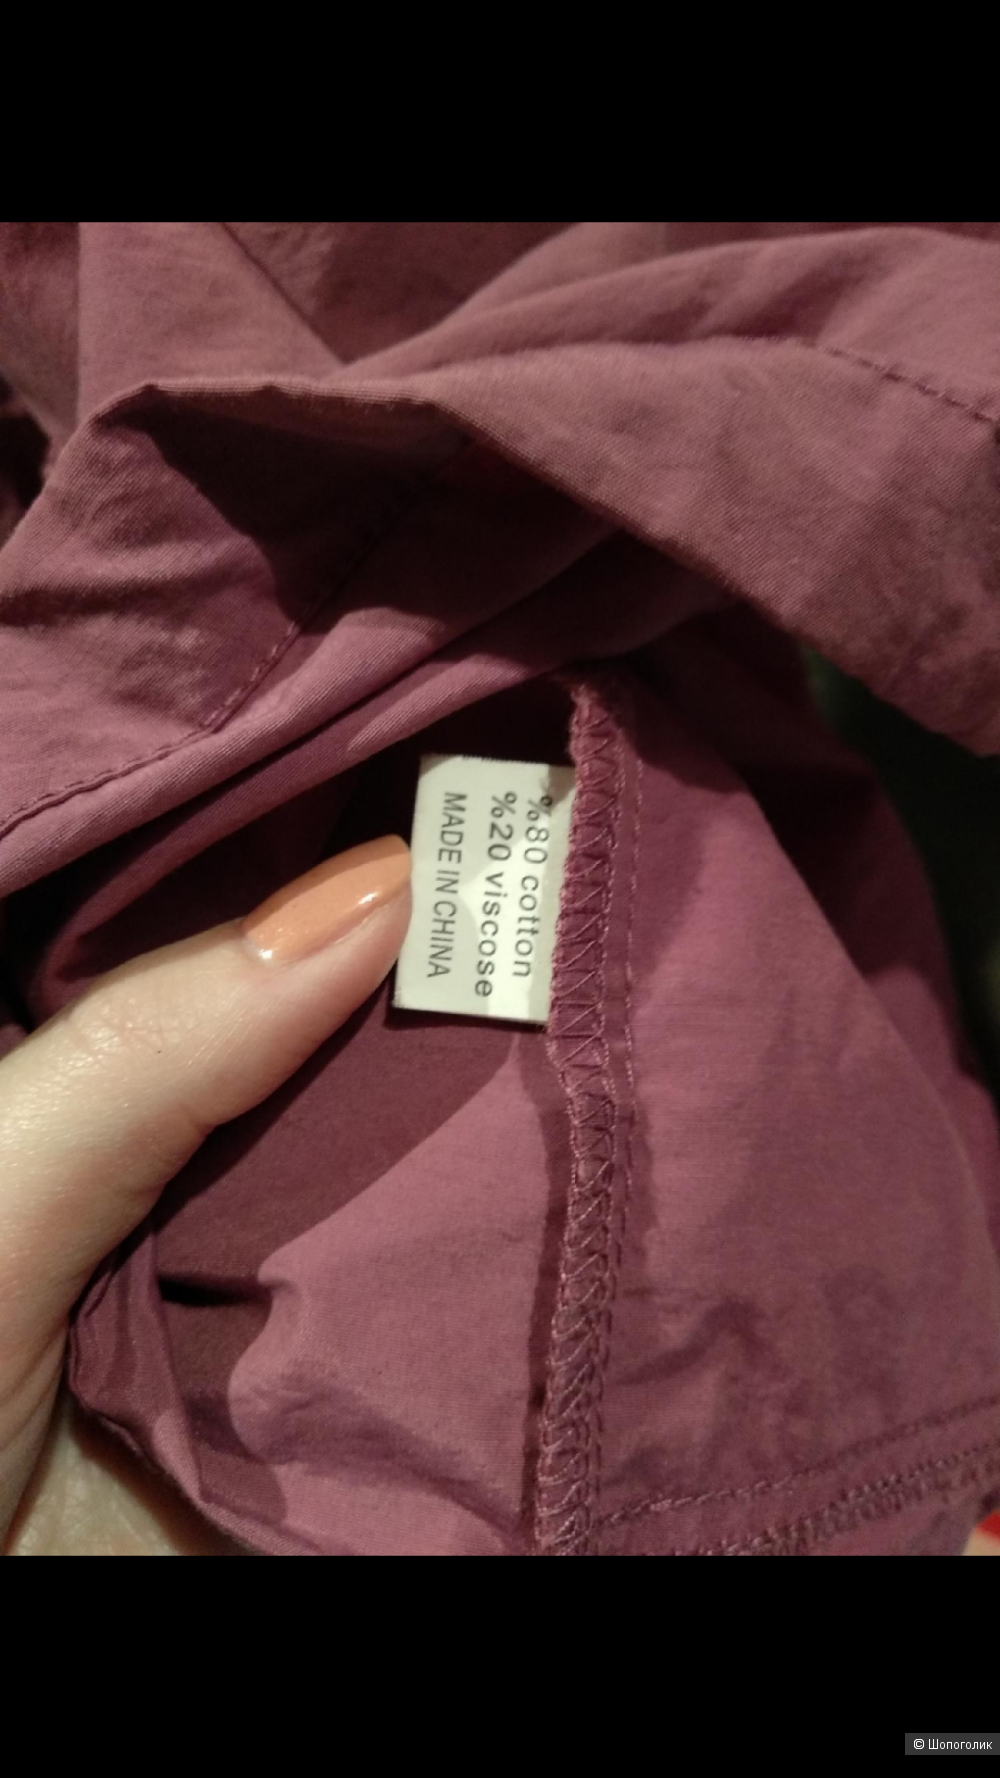 %80 cotton
%20 viscose
MADE IN CHINA
© Шопоголик